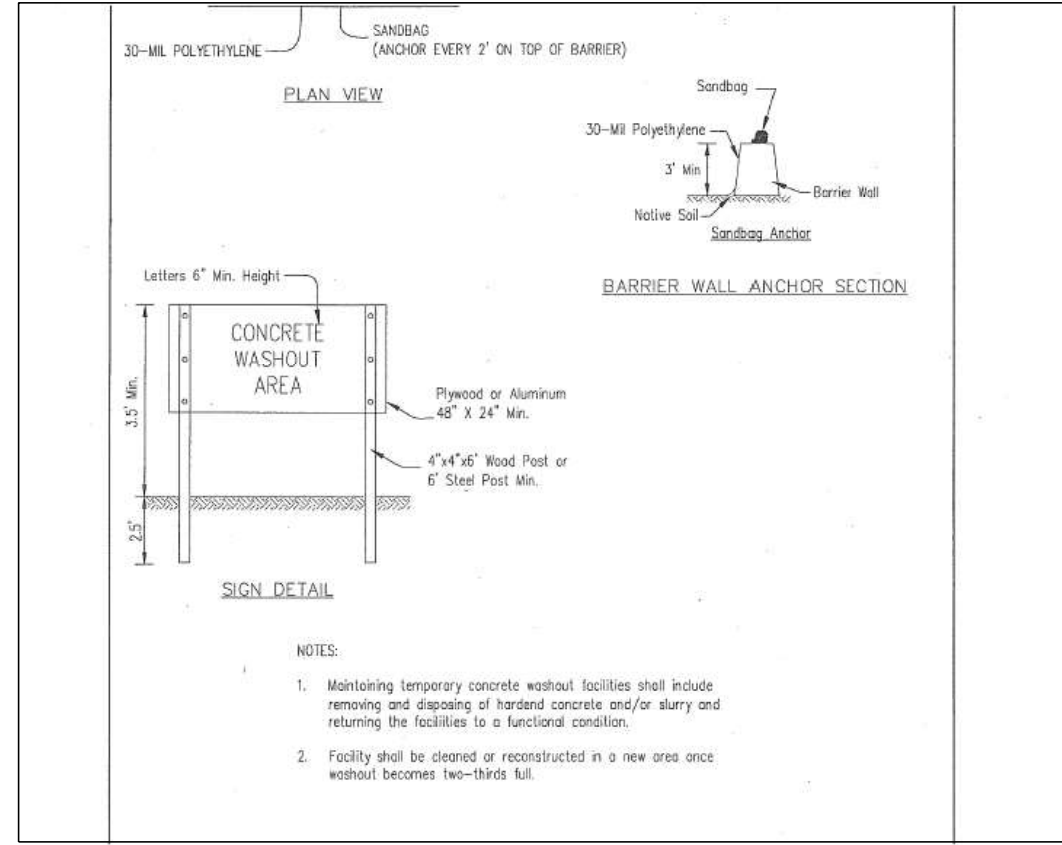 30-MIL POLYETHYLENE
SANDBAG
(ANCHOR EVERY 2' ON TOP OF BARRIER)
PLAN VIEW
Sandbag
30-Mil Polyethylene
3' Min
Barrier Wall
Native Soil
Sandbag Anchor
BARRIER WALL ANCHOR SECTION
Letters 6" Min. Height
CONCRETE
WASHOUT
AREA
3.5' Min.
Plywood or Aluminum
48" X 24" Min.
4"x4"x6' Wood Post or
6' Steel Post Min.
2.5'
SIGN DETAIL
NOTES:
1. Maintaining temporary concrete washout facilities shall include
removing and disposing of hardend concrete and/or slurry and
returning the faciliities to a functional condition.
2. Facility shall be cleaned or reconstructed in a new area once
washout becomes two-thirds full.